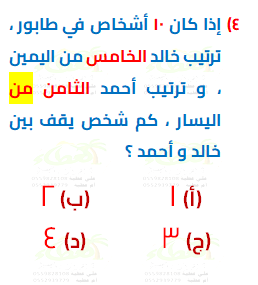 ٤) إذا كان ١٠ أشخاص في طابور ،
ترتيب خالد الخامس من اليمين
، و ترتيب أحمد الثامن من
اليسار ، كم شخص يقف بين
خالد و أحمد ؟
(أ) ١ (ب) ٢
(ج) ٣ (د) ٤